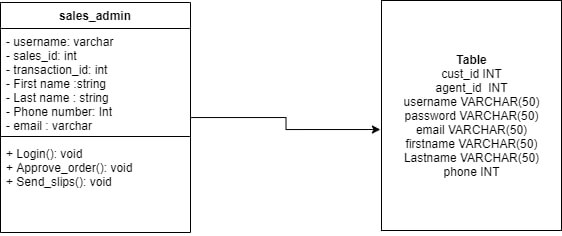 sales_admin
- username: varchar
- sales_id: int
- transaction_id: int
- First name :string
- Last name : string
- Phone number: Int
- email : varchar
+ Login(): void
+ Approve_order(): void
+ Send_slips(): void
Table
cust_id INT
agent_id  INT
username VARCHAR(50)
password VARCHAR(50)
email VARCHAR(50)
firstname VARCHAR(50)
Lastname VARCHAR(50)
phone INT